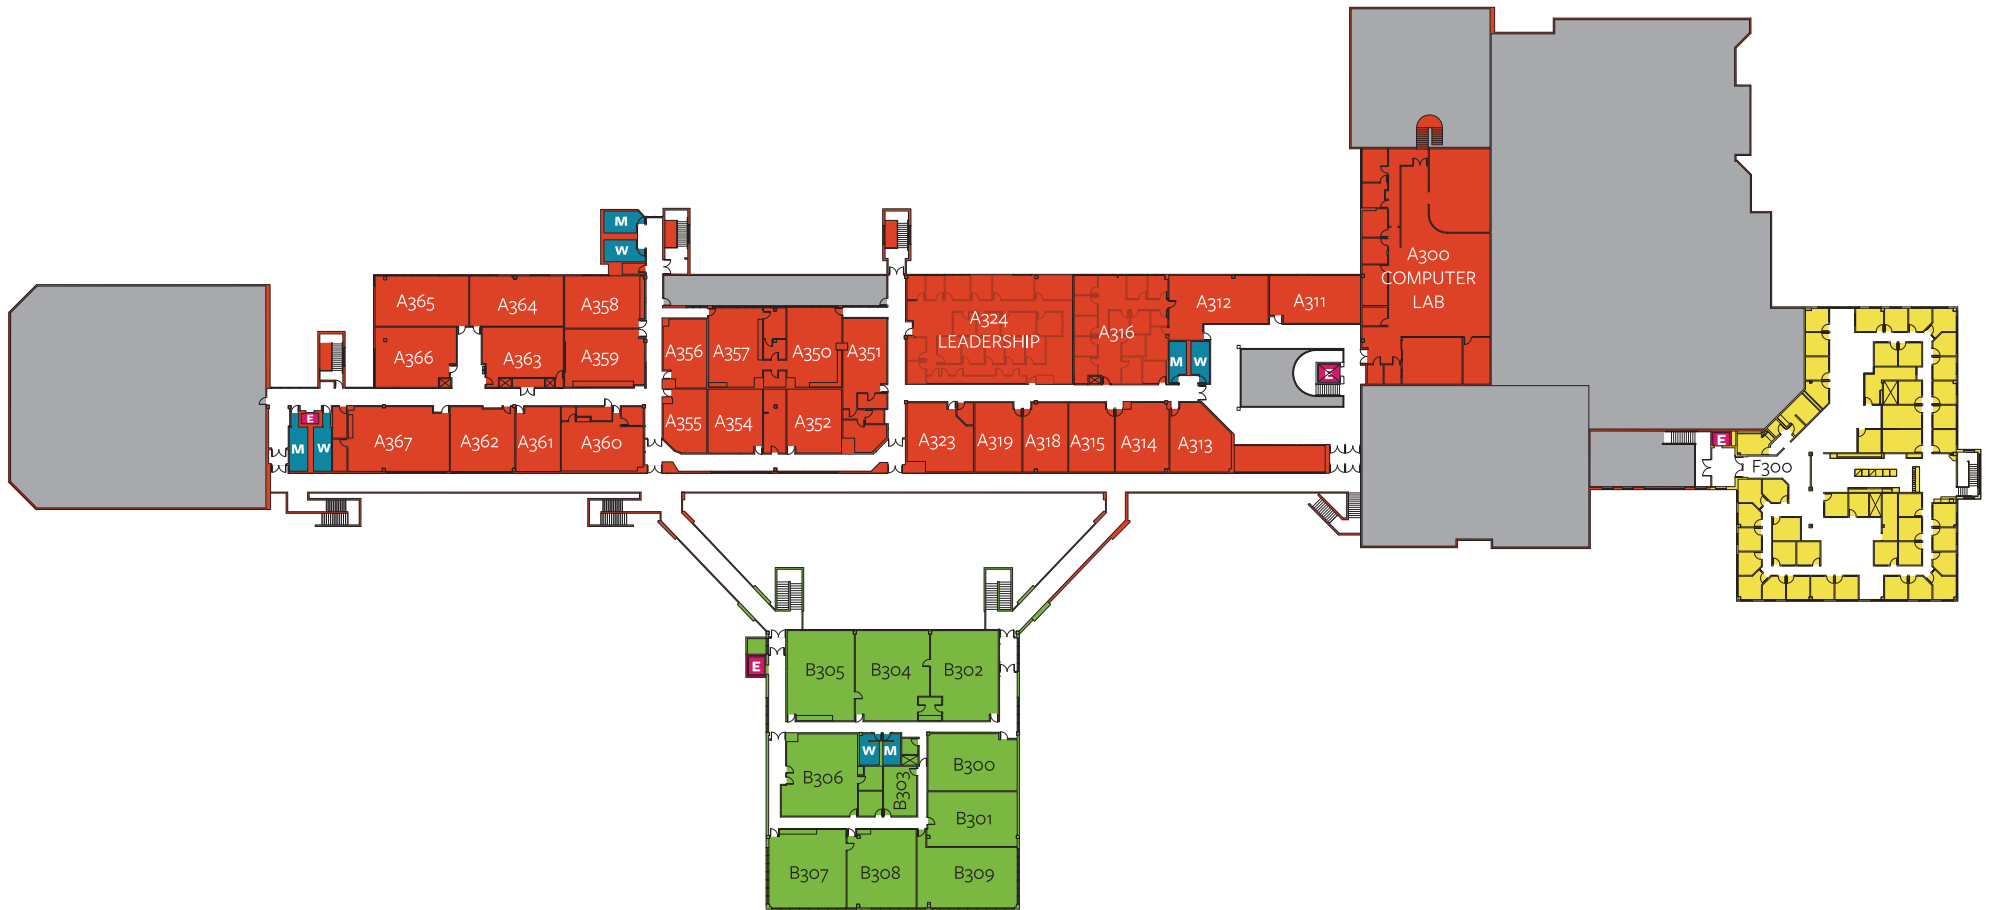 M
W
A365
A364
A358
A366
A363
A359
A356
A357
A350
A351
A324
LEADERSHIP
A316
A312
A311
A300
COMPUTER
LAB
M
W
E
E
M
W
A367
A362
A361
A360
A355
A354
A352
A323
A319
A318
A315
A314
A313
E
F300
E
B305
B304
B302
W
M
B306
B303
B300
B301
B307
B308
B309